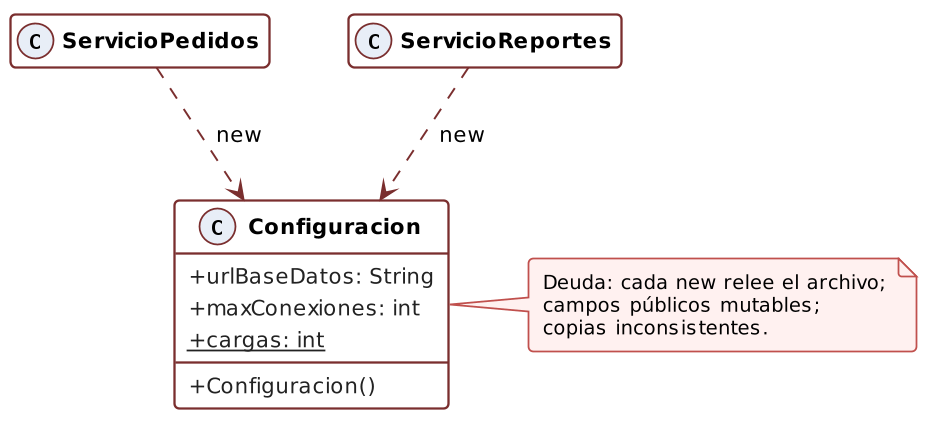 C ServicioPedidos
C ServicioReportes
new
new
C Configuracion
+urlBaseDatos: String
+maxConexiones: int
+cargas: int
+Configuracion()
Deuda: cada new relee el archivo;
campos públicos mutables;
copias inconsistentes.